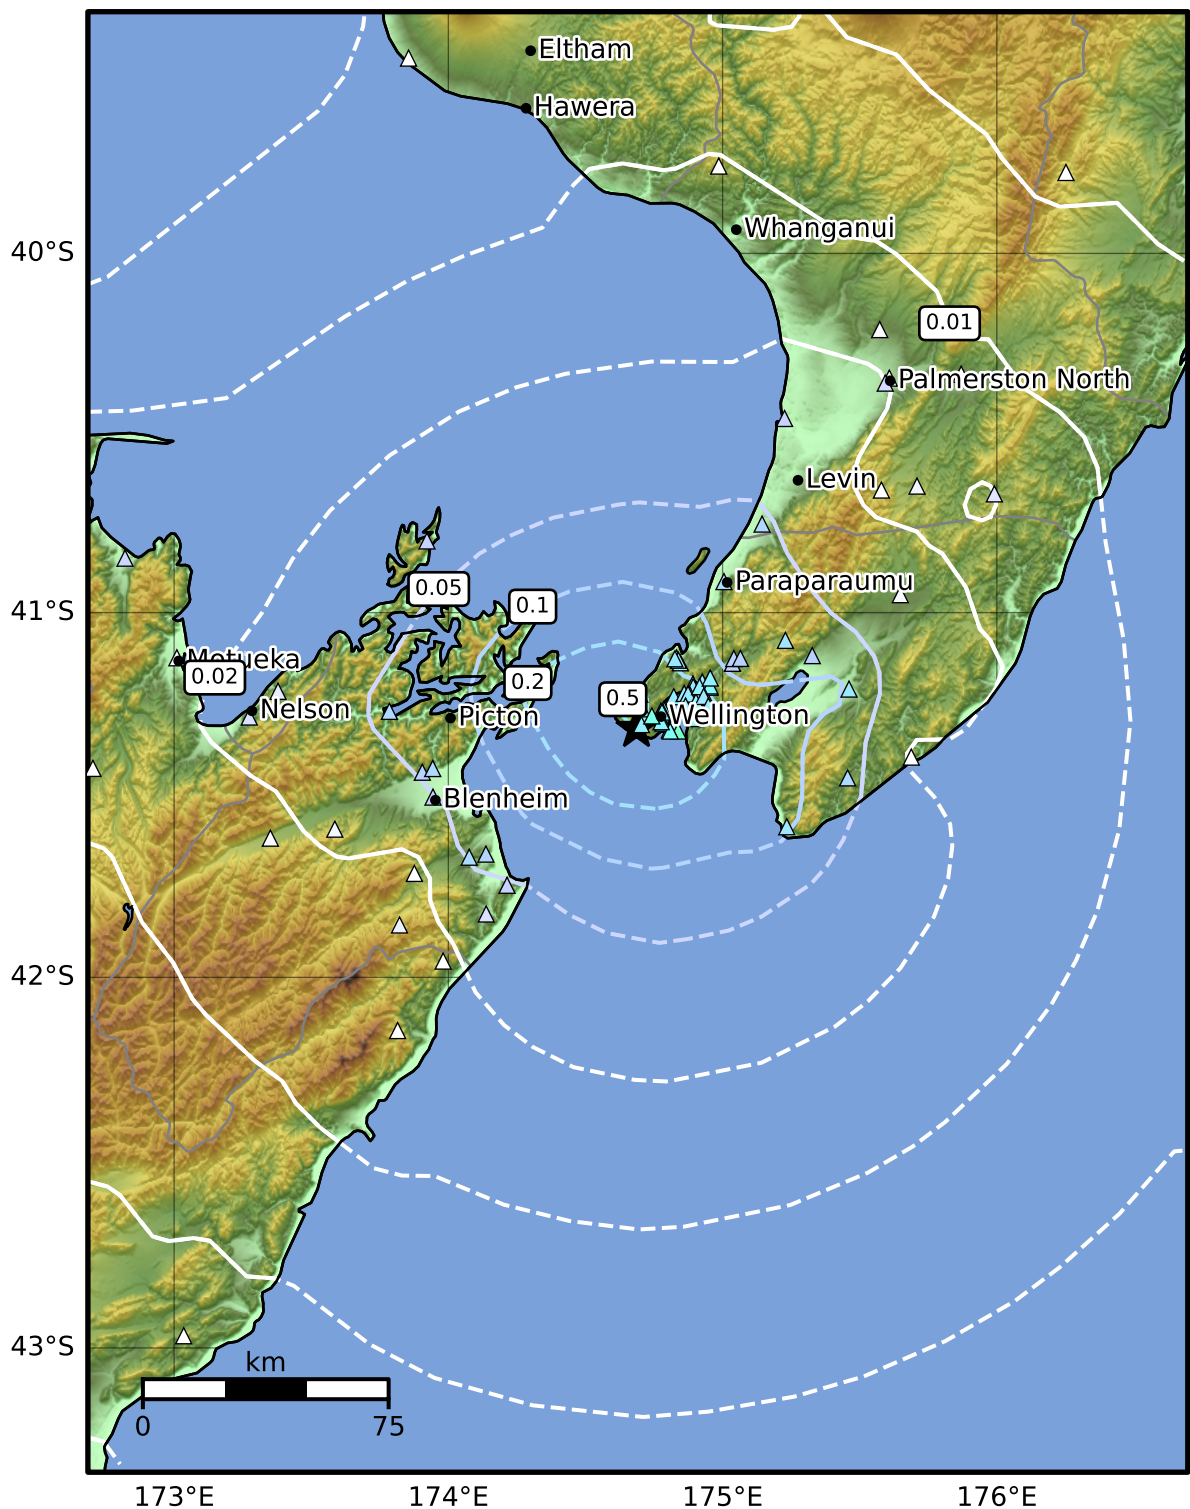 Eltham
Hawera
Whanganui
40°S
0.01
Palmerston North
Levin
Paraparaumu
0.05
0.1
41°S
Motueka
0.02
0.2
0.5
Nelson
Picton
Wellington
Blenheim
42°S
43°S
km
0 75
173°E 174°E 175°E 176°E